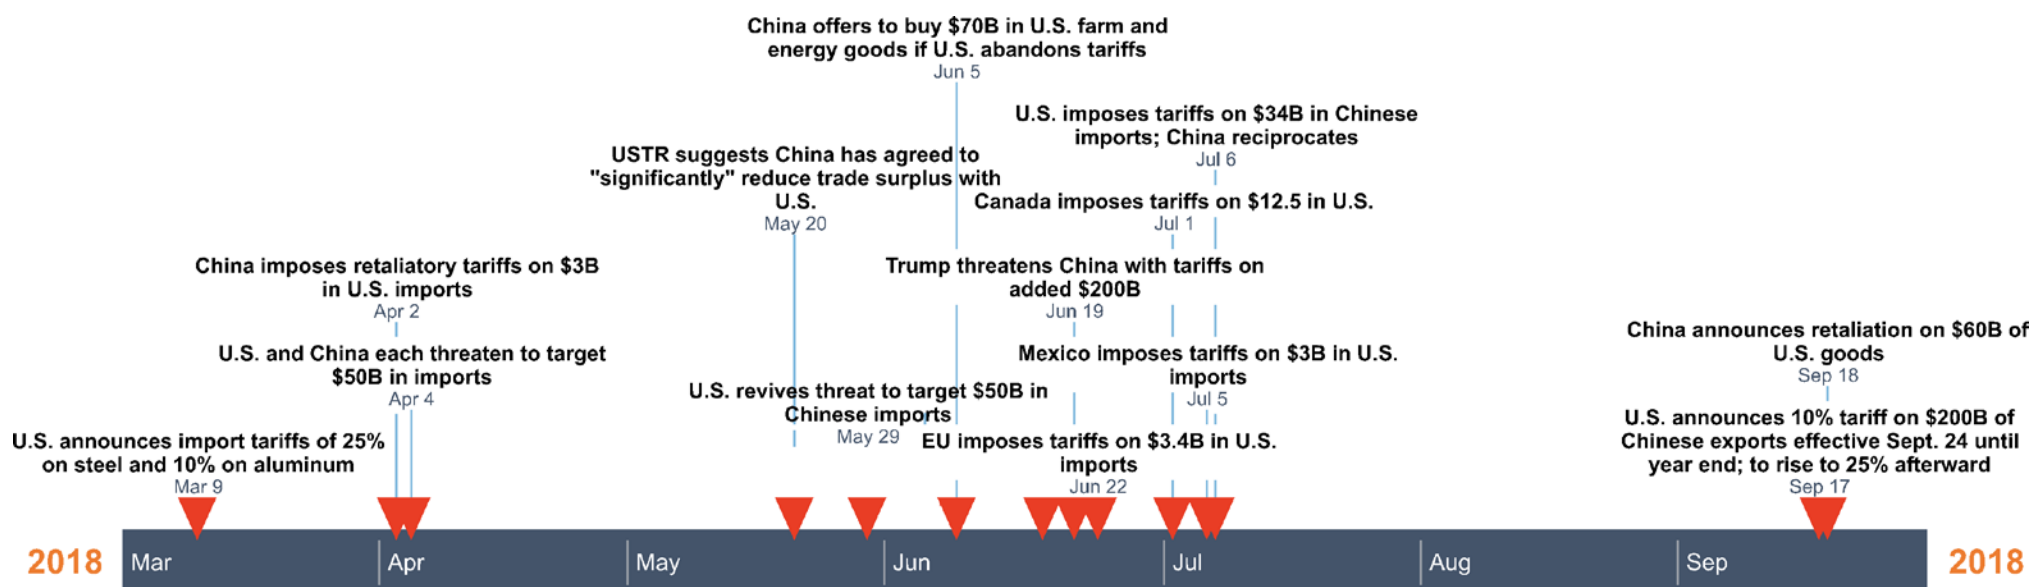 China offers to buy $70B in U.S. farm and
energy goods if U.S. abandons tariffs
Jun 5
U.S. imposes tariffs on $34B in Chinese
imports; China reciprocates
Jul 6
USTR suggests China has agreed to
"significantly" reduce trade surplus with
U.S.
May 20
Canada imposes tariffs on $12.5 in U.S.
Jul 1
China imposes retaliatory tariffs on $3B
in U.S. imports
Apr 2
Trump threatens China with tariffs on
added $200B
Jun 19
U.S. and China each threaten to target
$50B in imports
Apr 4
Mexico imposes tariffs on $3B in U.S.
imports
Jul 5
China announces retaliation on $60B of
U.S. goods
Sep 18
U.S. revives threat to target $50B in
Chinese imports
May 29
U.S. announces import tariffs of 25%
on steel and 10% on aluminum
Mar 9
EU imposes tariffs on $3.4B in U.S.
imports
Jun 22
U.S. announces 10% tariff on $200B of
Chinese exports effective Sept. 24 until
year end; to rise to 25% afterward
Sep 17
2018 Mar Apr May Jun Jul Aug Sep 2018